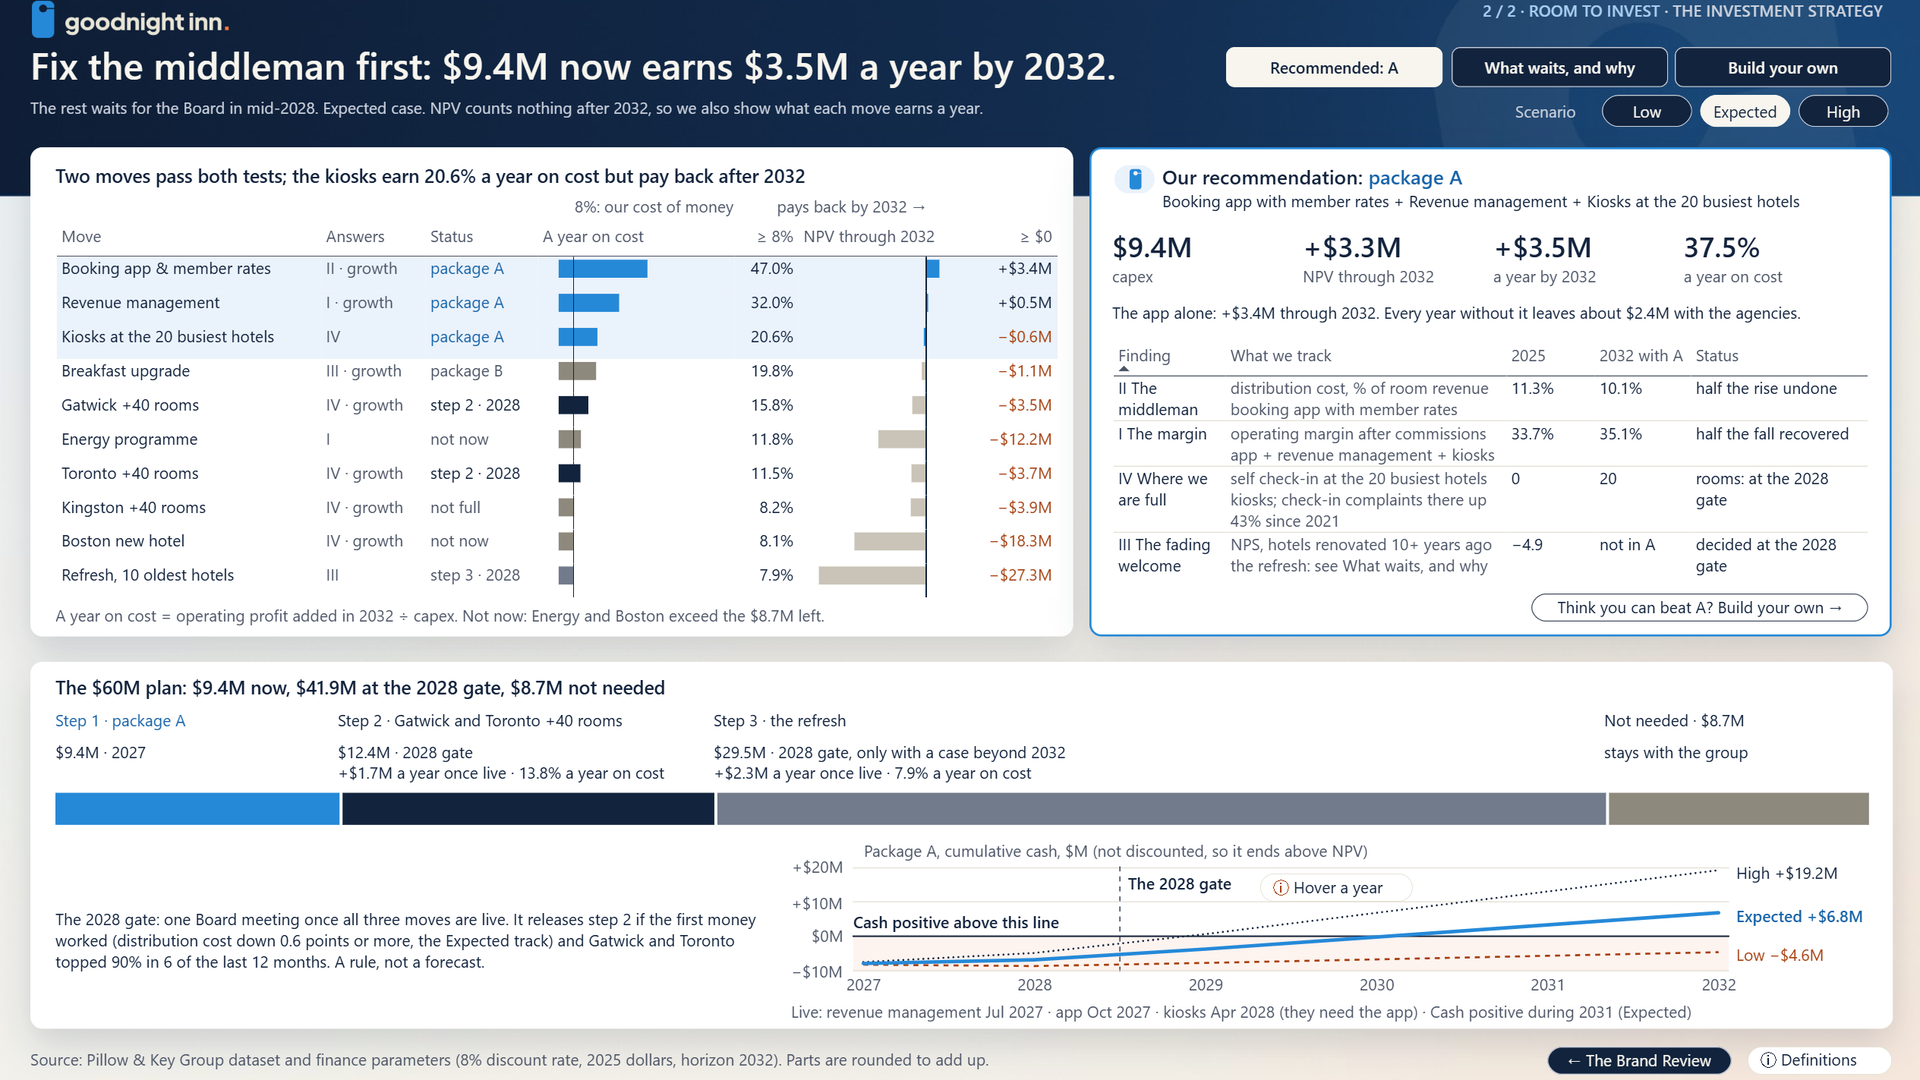 goodnight inn.
2 / 2 · ROOM TO INVEST · THE INVESTMENT STRATEGY
Fix the middleman first: $9.4M now earns $3.5M a year by 2032.
Recommended: A
What waits, and why
Build your own
The rest waits for the Board in mid-2028. Expected case. NPV counts nothing after 2032, so we also show what each move earns a year.
Scenario
Low
Expected
High
Two moves pass both tests; the kiosks earn 20.6% a year on cost but pay back after 2032
8%: our cost of money
pays back by 2032 →
Move Answers Status A year on cost ≥ 8% NPV through 2032 ≥ $0
Booking app & member rates II · growth package A 47.0% +$3.4M
Revenue management I · growth package A 32.0% +$0.5M
Kiosks at the 20 busiest hotels IV package A 20.6% −$0.6M
Breakfast upgrade III · growth package B 19.8% −$1.1M
Gatwick +40 rooms IV · growth step 2 · 2028 15.8% −$3.5M
Energy programme I not now 11.8% −$12.2M
Toronto +40 rooms IV · growth step 2 · 2028 11.5% −$3.7M
Kingston +40 rooms IV · growth not full 8.2% −$3.9M
Boston new hotel IV · growth not now 8.1% −$18.3M
Refresh, 10 oldest hotels III step 3 · 2028 7.9% −$27.3M
A year on cost = operating profit added in 2032 ÷ capex. Not now: Energy and Boston exceed the $8.7M left.
Our recommendation: package A
Booking app with member rates + Revenue management + Kiosks at the 20 busiest hotels
$9.4M +$3.3M +$3.5M 37.5%
capex NPV through 2032 a year by 2032 a year on cost
The app alone: +$3.4M through 2032. Every year without it leaves about $2.4M with the agencies.
Finding What we track 2025 2032 with A Status
II The distribution cost, % of room revenue 11.3% 10.1% half the rise undone
middleman booking app with member rates
I The margin operating margin after commissions 33.7% 35.1% half the fall recovered
app + revenue management + kiosks
IV Where we self check-in at the 20 busiest hotels 0 20 rooms: at the 2028
are full kiosks; check-in complaints there up gate
43% since 2021
III The fading NPS, hotels renovated 10+ years ago −4.9 not in A decided at the 2028
welcome the refresh: see What waits, and why gate
Think you can beat A? Build your own →
The $60M plan: $9.4M now, $41.9M at the 2028 gate, $8.7M not needed
Step 1 · package A
$9.4M · 2027
Step 2 · Gatwick and Toronto +40 rooms
$12.4M · 2028 gate
+$1.7M a year once live · 13.8% a year on cost
Step 3 · the refresh
$29.5M · 2028 gate, only with a case beyond 2032
+$2.3M a year once live · 7.9% a year on cost
Not needed · $8.7M
stays with the group
The 2028 gate: one Board meeting once all three moves are live. It releases step 2 if the first money
worked (distribution cost down 0.6 points or more, the Expected track) and Gatwick and Toronto
topped 90% in 6 of the last 12 months. A rule, not a forecast.
Package A, cumulative cash, $M (not discounted, so it ends above NPV)
+$20M
+$10M
$0M
−$10M
The 2028 gate
Hover a year
Cash positive above this line
High +$19.2M
Expected +$6.8M
Low −$4.6M
2027 2028 2029 2030 2031 2032
Live: revenue management Jul 2027 · app Oct 2027 · kiosks Apr 2028 (they need the app) · Cash positive during 2031 (Expected)
Source: Pillow & Key Group dataset and finance parameters (8% discount rate, 2025 dollars, horizon 2032). Parts are rounded to add up.
← The Brand Review
Definitions